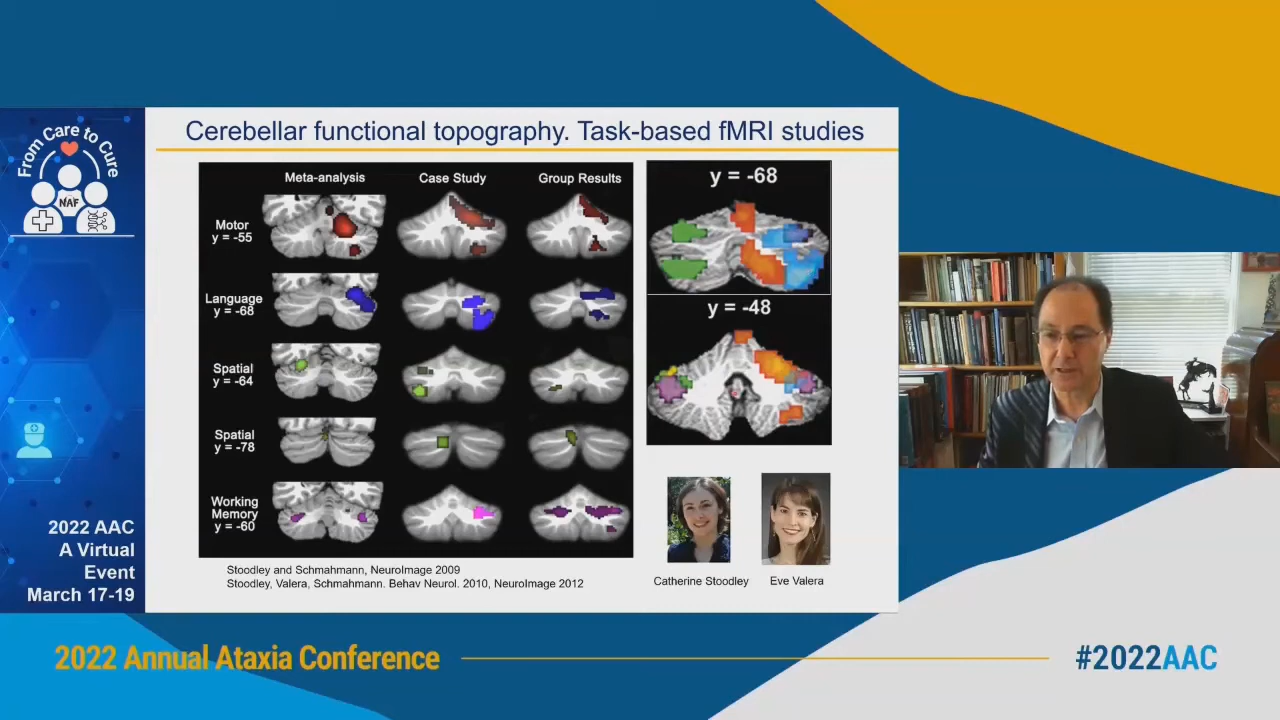 From Care to Cure
NAF
2022 AAC
A Virtual
Event
March 17-19
Cerebellar functional topography. Task-based fMRI studies
Meta-analysis
Case Study
Group Results
Motor
y = -55
Language
y = -68
Spatial
y = -64
Spatial
y = -78
Working
Memory
y = -60
y = -68
y = -48
Stoodley and Schmahmann, NeuroImage 2009
Stoodley, Valera, Schmahmann. Behav Neurol. 2010, NeuroImage 2012
Catherine Stoodley
Eve Valera
2022 Annual Ataxia Conference
#2022AAC